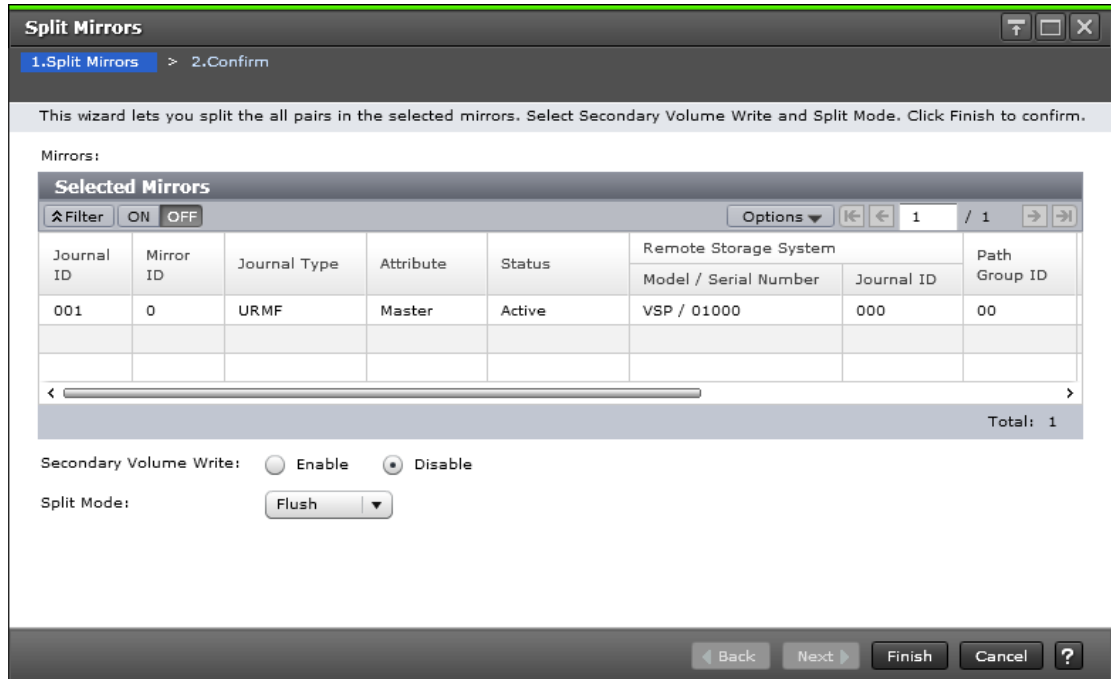 Split Mirrors
1.Split Mirrors > 2.Confirm
This wizard lets you split the all pairs in the selected mirrors. Select Secondary Volume Write and Split Mode. Click Finish to confirm.
Mirrors:
Selected Mirrors
Filter ON OFF Options 1 / 1
Journal ID Mirror ID Journal Type Attribute Status Remote Storage System Path Group ID
Model / Serial Number Journal ID
001 0 URMF Master Active VSP / 01000 000 00
Total: 1
Secondary Volume Write: Enable Disable
Split Mode: Flush
Back Next Finish Cancel ?